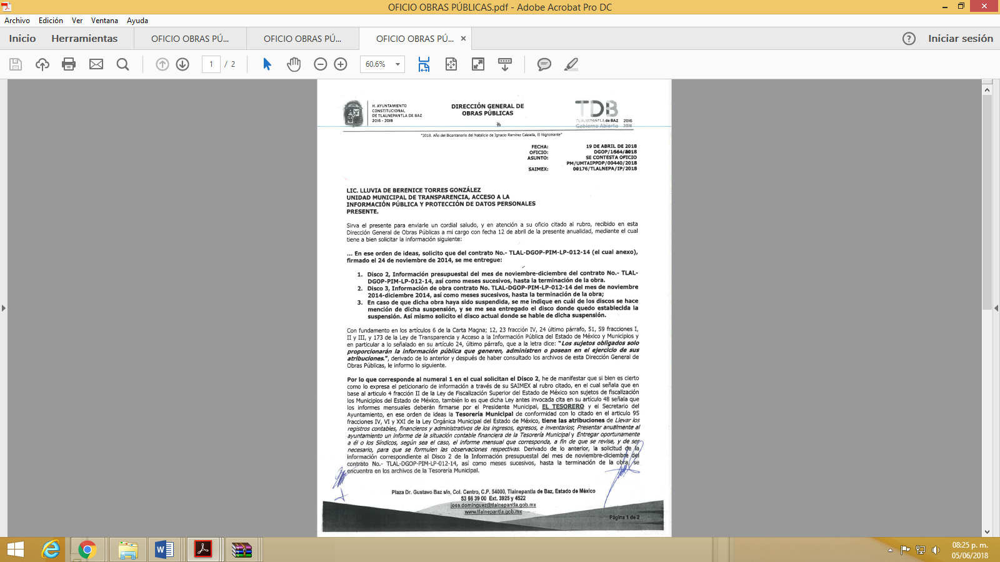 OFICIO OBRAS PÚBLICAS.pdf - Adobe Acrobat Pro DC
Archivo Edición Ver Ventana Ayuda
Inicio Herramientas OFICIO OBRAS PÚ... OFICIO OBRAS PÚ... OFICIO OBRAS PÚ... × Iniciar sesión
1 / 2 60.6%
H. AYUNTAMIENTO
CONSTITUCIONAL
DE TLALNEPANTLA DE BAZ
2016 - 2018
DIRECCIÓN GENERAL DE
OBRAS PÚBLICAS
TDB
TLALNEPANTLA de BAZ 2016
Gobierno Abierto 2018
"2018. Año del Bicentenario del Natalicio de Ignacio Ramírez Calzada, El Nigromante"
FECHA: 19 DE ABRIL DE 2018
OFICIO: DGOP/1664/2018
ASUNTO: SE CONTESTA OFICIO
PM/UMTAIPPDP/00440/2018
SAIMEX: 00176/TLALNEPA/IP/2018
LIC. LLUVIA DE BERENICE TORRES GONZÁLEZ
UNIDAD MUNICIPAL DE TRANSPARENCIA, ACCESO A LA
INFORMACIÓN PÚBLICA Y PROTECCIÓN DE DATOS PERSONALES
PRESENTE.
Sirva el presente para enviarle un cordial saludo, y en atención a su oficio citado al rubro, recibido en esta
Dirección General de Obras Públicas a mi cargo con fecha 12 de abril de la presente anualidad, mediante el cual
tiene a bien solicitar la información siguiente:
... En ese orden de ideas, solicito que del contrato No.- TLAL-DGOP-PIM-LP-012-14 (el cual anexo),
firmado el 24 de noviembre de 2014, se me entregue:
1. Disco 2, Información presupuestal del mes de noviembre-diciembre del contrato No.- TLAL-
DGOP-PIM-LP-012-14, así como meses sucesivos, hasta la terminación de la obra.
2. Disco 3, Información de obra contrato No. TLAL-DGOP-PIM-LP-012-14 del mes de noviembre
2014-diciembre 2014, así como meses sucesivos, hasta la terminación de la obra;
3. En caso de que dicha obra haya sido suspendida, se me indique en cuál de los discos se hace
mención de dicha suspensión, y se me sea entregado el disco donde quedo establecida la
suspensión. Así mismo solicito el disco actual donde se hable de dicha suspensión.
Con fundamento en los artículos 6 de la Carta Magna; 12, 23 fracción IV, 24 último párrafo, 51, 59 fracciones I,
II y III, y 173 de la Ley de Transparencia y Acceso a la Información Pública del Estado de México y Municipios y
en particular a lo señalado en su artículo 24, último párrafo, que a la letra dice: "Los sujetos obligados solo
proporcionarán la información pública que generen, administren o posean en el ejercicio de sus
atribuciones.", derivado de lo anterior y después de haber consultado los archivos de esta Dirección General de
Obras Públicas, le informo lo siguiente.
Por lo que corresponde al numeral 1 en el cual solicitan el Disco 2, he de manifestar que si bien es cierto
como lo expresa el peticionario de información a través de su SAIMEX al rubro citado, en el cual señala que en
base al articulo 4 fracción II de la Ley de Fiscalización Superior del Estado de México son sujetos de fiscalización
los Municipios del Estado de México, también lo es que dicha Ley antes invocada cita en su artículo 48 señala que
los informes mensuales deberán firmarse por el Presidente Municipal, EL TESORERO y el Secretario del
Ayuntamiento, en ese orden de ideas la Tesorería Municipal de conformidad con lo citado en el articulo 95
fracciones IV, VI y XXI de la Ley Orgánica Municipal del Estado de México, tiene las atribuciones de Llevar los
registros contables, financieros y administrativos de los ingresos, egresos, e inventarios; Presentar anualmente al
ayuntamiento un informe de la situación contable financiera de la Tesorería Municipal y Entregar oportunamente
a él o los Síndicos, según sea el caso, el informe mensual que corresponda, a fin de que se revise, y de ser
necesario, para que se formulen las observaciones respectivas. Derivado de lo anterior, la solicitud de la
información correspondiente al Disco 2 de la Información presupuestal del mes de noviembre-diciembre del
contrato No.- TLAL-DGOP-PIM-LP-012-14, así como meses sucesivos, hasta la terminación de la obra, se
encuentra en los archivos de la Tesorería Municipal.
Plaza Dr. Gustavo Baz s/n, Col. Centro, C.P. 54000, Tlalnepantla de Baz, Estado de México
53 66 39 00 Ext. 3925 y 4522
jose.dominguez@tlalnepantla.gob.mx
www.tlalnepantla.gob.mx
Página 1 de 2
08:25 p. m.
05/06/2018